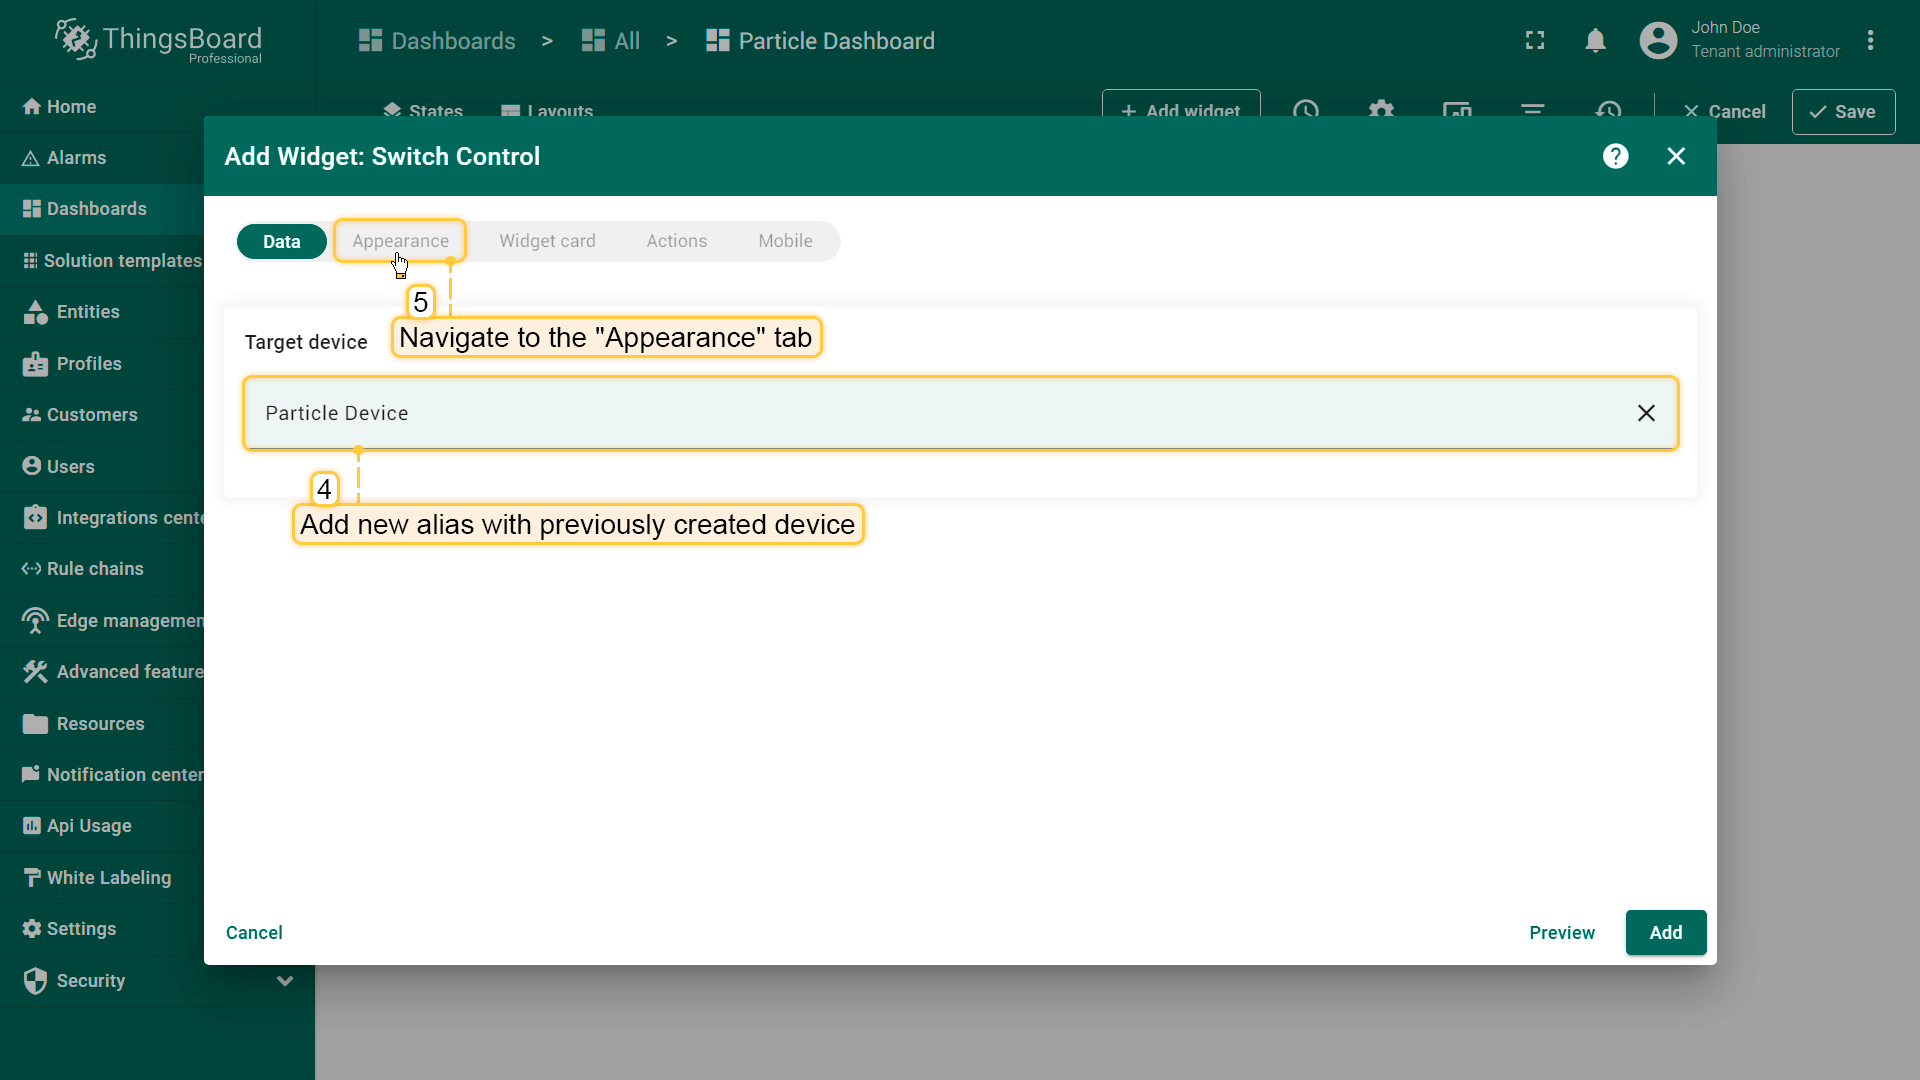 ThingsBoard
Professional
Dashboards > All > Particle Dashboard
John Doe
Tenant administrator
States Layouts
+ Add widget
Cancel
Save
Home
Alarms
Dashboards
Solution templates
Entities
Profiles
Customers
Users
Integrations cente
Rule chains
Edge managemen
Advanced feature
Resources
Notification center
Api Usage
White Labeling
Settings
Security
Add Widget: Switch Control
?
Data Appearance Widget card Actions Mobile
5
Navigate to the "Appearance" tab
Target device
Particle Device
4
Add new alias with previously created device
Cancel
Preview
Add